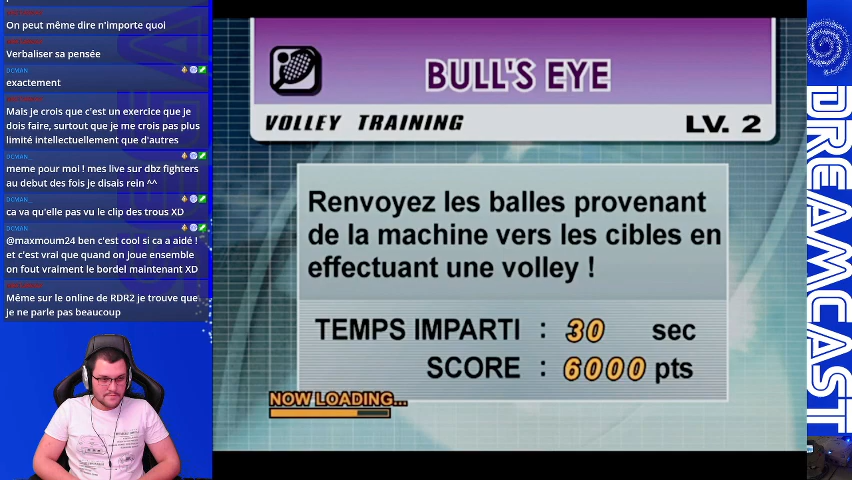 On peut même dire n'importe quoi
Verbaliser sa pensée
DCMAN_
exactement
Mais je crois que c'est un exercice que je
dois faire, surtout que je me crois pas plus
limité intellectuellement que d'autres
DCMAN_
meme pour moi ! mes live sur dbz fighters
au debut des fois je disais rein ^^
DCMAN_
ca va qu'elle pas vu le clip des trous XD
DCMAN_
@maxmoum24 ben c'est cool si ca a aidé !
et c'est vrai que quand on joue ensemble
on fout vraiment le bordel maintenant XD
Même sur le online de RDR2 je trouve que
je ne parle pas beaucoup
BULL'S EYE
VOLLEY TRAINING
LV. 2
Renvoyez les balles provenant
de la machine vers les cibles en
effectuant une volley !
TEMPS IMPARTI : 30 sec
SCORE : 6000 pts
NOW LOADING...
DREAMCAST